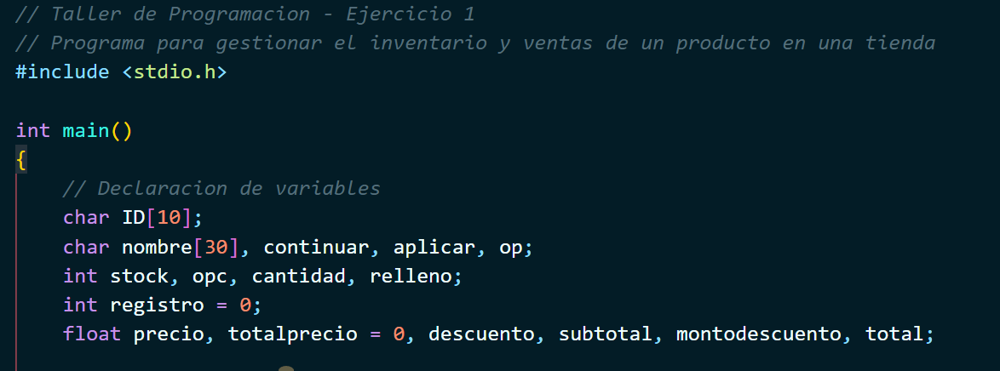 // Taller de Programacion - Ejercicio 1
// Programa para gestionar el inventario y ventas de un producto en una tienda
#include <stdio.h>
int main()
{
// Declaracion de variables
char ID[10];
char nombre[30], continuar, aplicar, op;
int stock, opc, cantidad, relleno;
int registro = 0;
float precio, totalprecio = 0, descuento, subtotal, montodescuento, total;